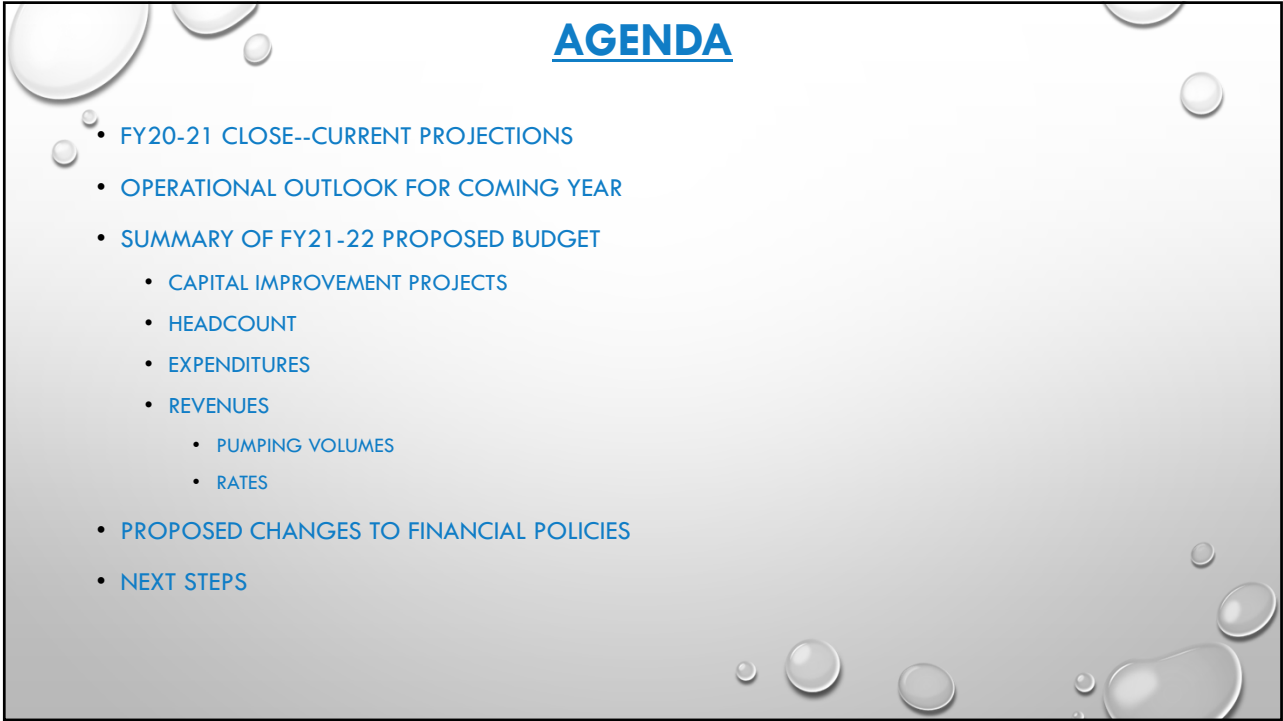 AGENDA
• FY20-21 CLOSE--CURRENT PROJECTIONS
• OPERATIONAL OUTLOOK FOR COMING YEAR
• SUMMARY OF FY21-22 PROPOSED BUDGET
• CAPITAL IMPROVEMENT PROJECTS
• HEADCOUNT
• EXPENDITURES
• REVENUES
• PUMPING VOLUMES
• RATES
• PROPOSED CHANGES TO FINANCIAL POLICIES
• NEXT STEPS